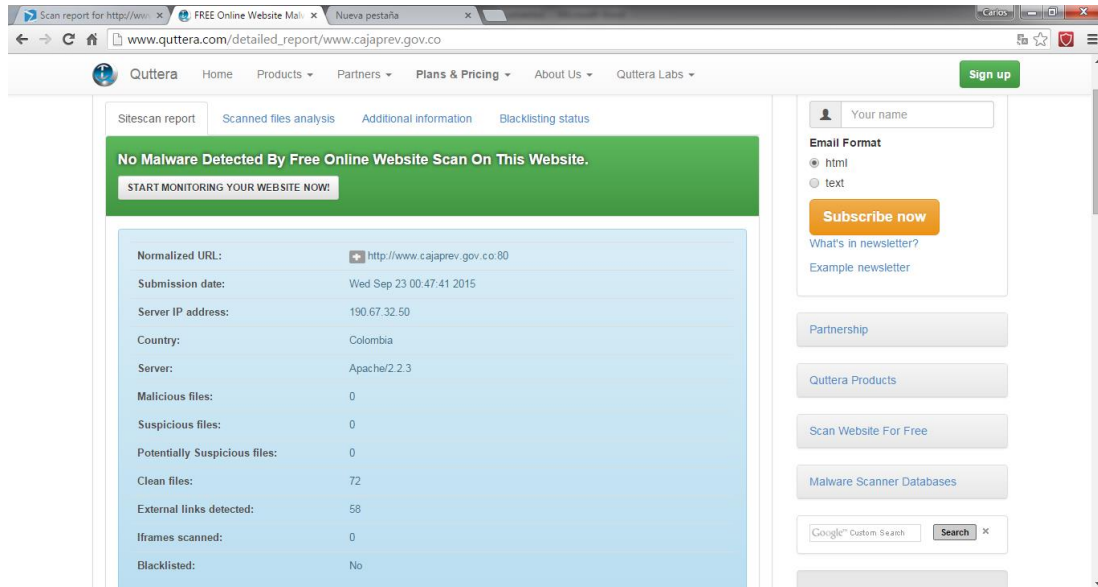 Scan report for http://ww
FREE Online Website Malw
Nueva pestaña
Carlos
www.quttera.com/detailed_report/www.cajaprev.gov.co
Quttera
Home
Products
Partners
Plans & Pricing
About Us
Quttera Labs
Sign up
Sitescan report
Scanned files analysis
Additional information
Blacklisting status
No Malware Detected By Free Online Website Scan On This Website.
START MONITORING YOUR WEBSITE NOW!
Normalized URL: http://www.cajaprev.gov.co:80
Submission date: Wed Sep 23 00:47:41 2015
Server IP address: 190.67.32.50
Country: Colombia
Server: Apache/2.2.3
Malicious files: 0
Suspicious files: 0
Potentially Suspicious files: 0
Clean files: 72
External links detected: 58
Iframes scanned: 0
Blacklisted: No
Your name
Email Format
html
text
Subscribe now
What's in newsletter?
Example newsletter
Partnership
Quttera Products
Scan Website For Free
Malware Scanner Databases
Google™ Custom Search
Search